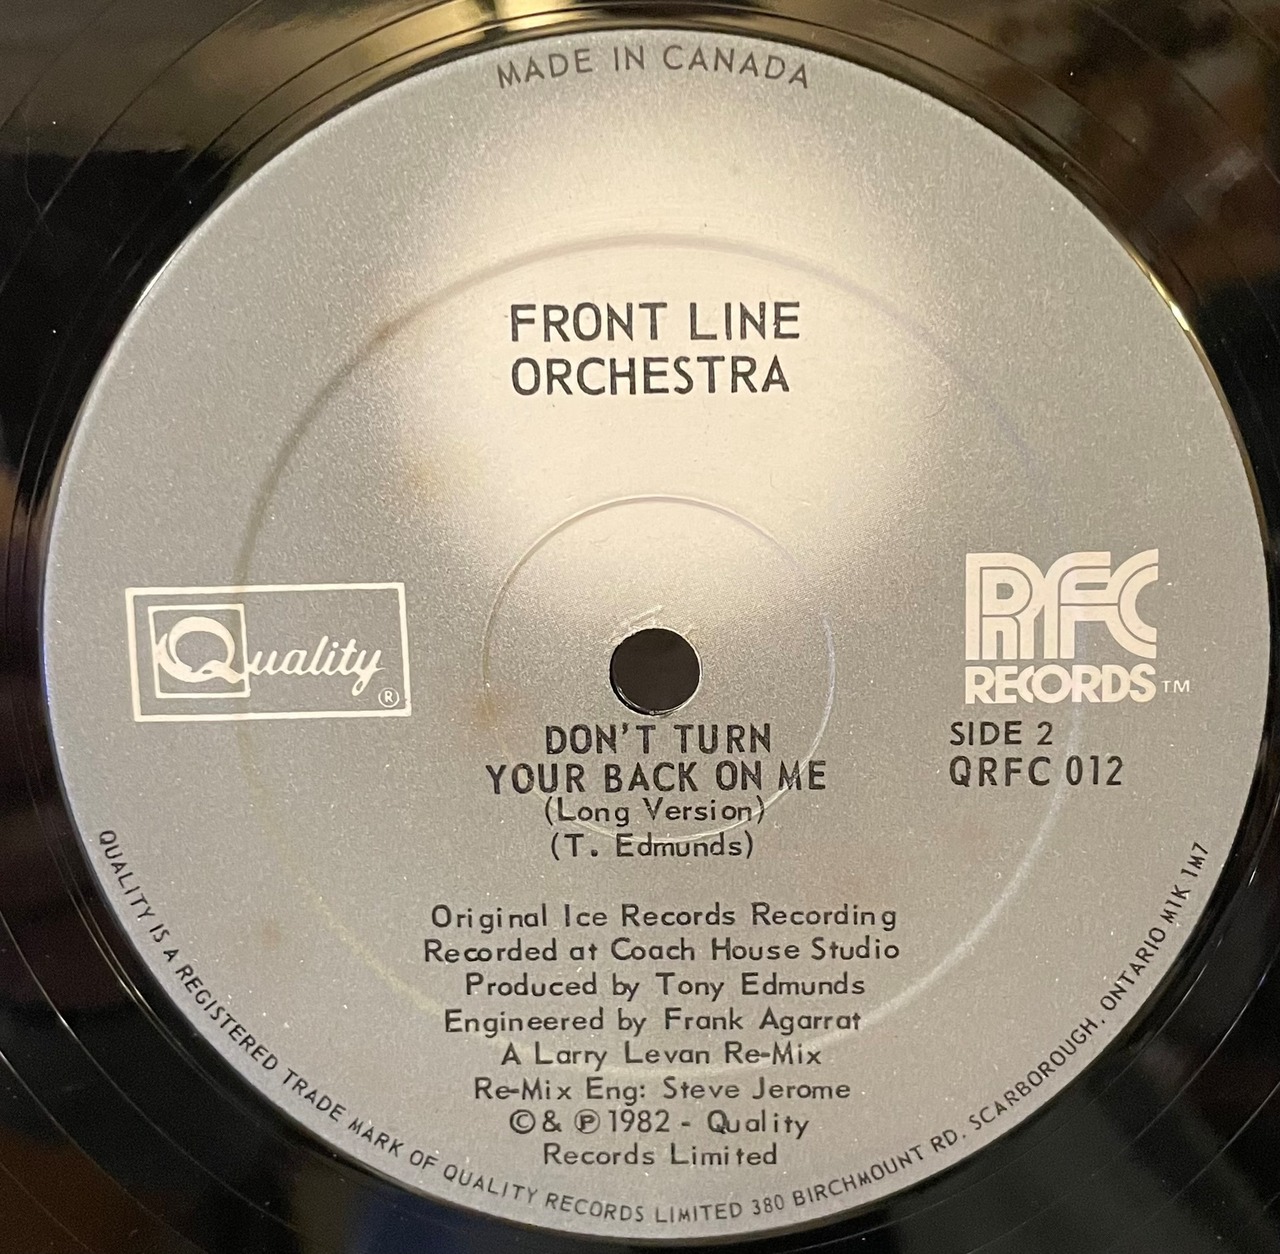 MADE IN CANADA
FRONT LINE
ORCHESTRA
Quality
®
RFC
RECORDS™
SIDE 2
QRFC 012
DON'T TURN
YOUR BACK ON ME
(Long Version)
(T. Edmunds)
Original Ice Records Recording
Recorded at Coach House Studio
Produced by Tony Edmunds
Engineered by Frank Agarrat
A Larry Levan Re-Mix
Re-Mix Eng: Steve Jerome
©& ℗ 1982 - Quality
Records Limited
QUALITY IS A REGISTERED TRADE MARK OF QUALITY RECORDS LIMITED 380 BIRCHMOUNT RD. SCARBOROUGH, ONTARIO M1K 1M7